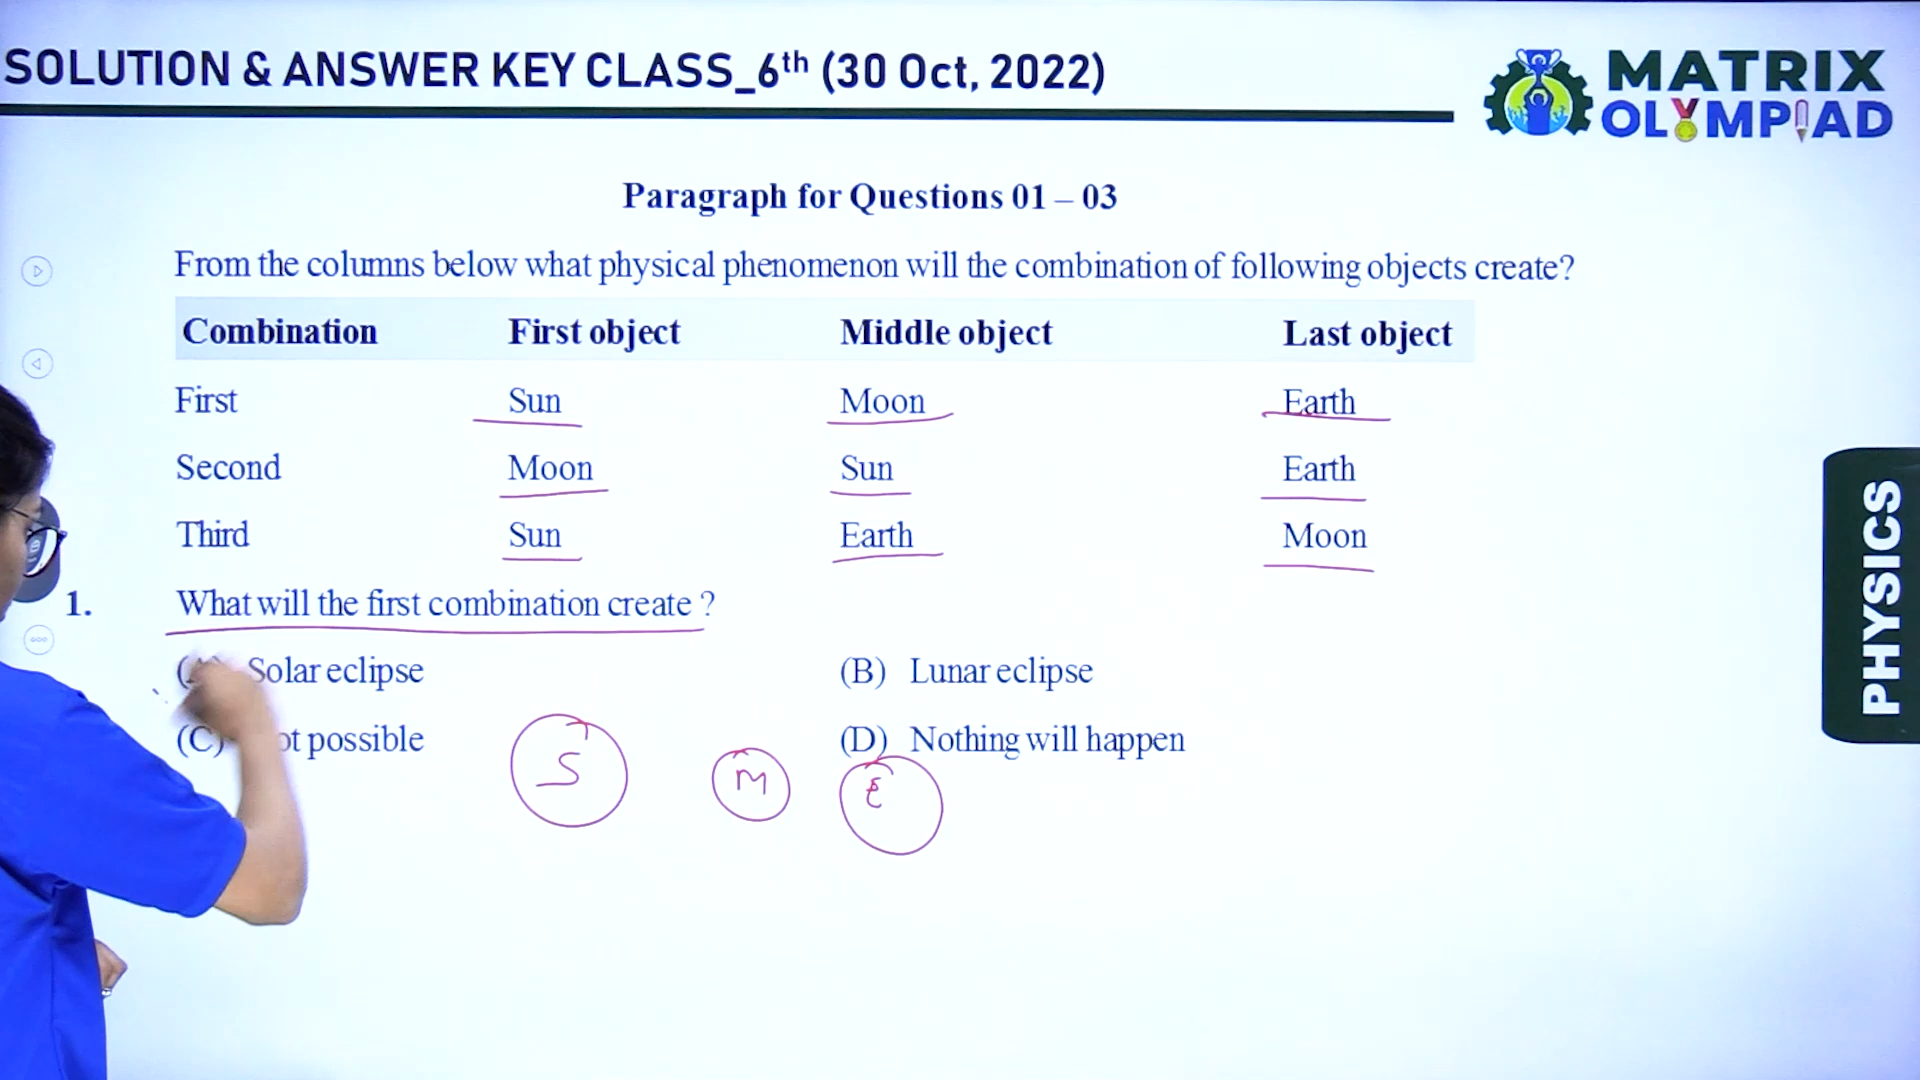 SOLUTION & ANSWER KEY CLASS_6th (30 Oct, 2022)
MATRIX
OLYMPIAD
Paragraph for Questions 01 – 03
From the columns below what physical phenomenon will the combination of following objects create?
Combination First object Middle object Last object
First Sun Moon Earth
Second Moon Sun Earth
Third Sun Earth Moon
1. What will the first combination create ?
Solar eclipse (B) Lunar eclipse
(C) possible (D) Nothing will happen
S M E
PHYSICS